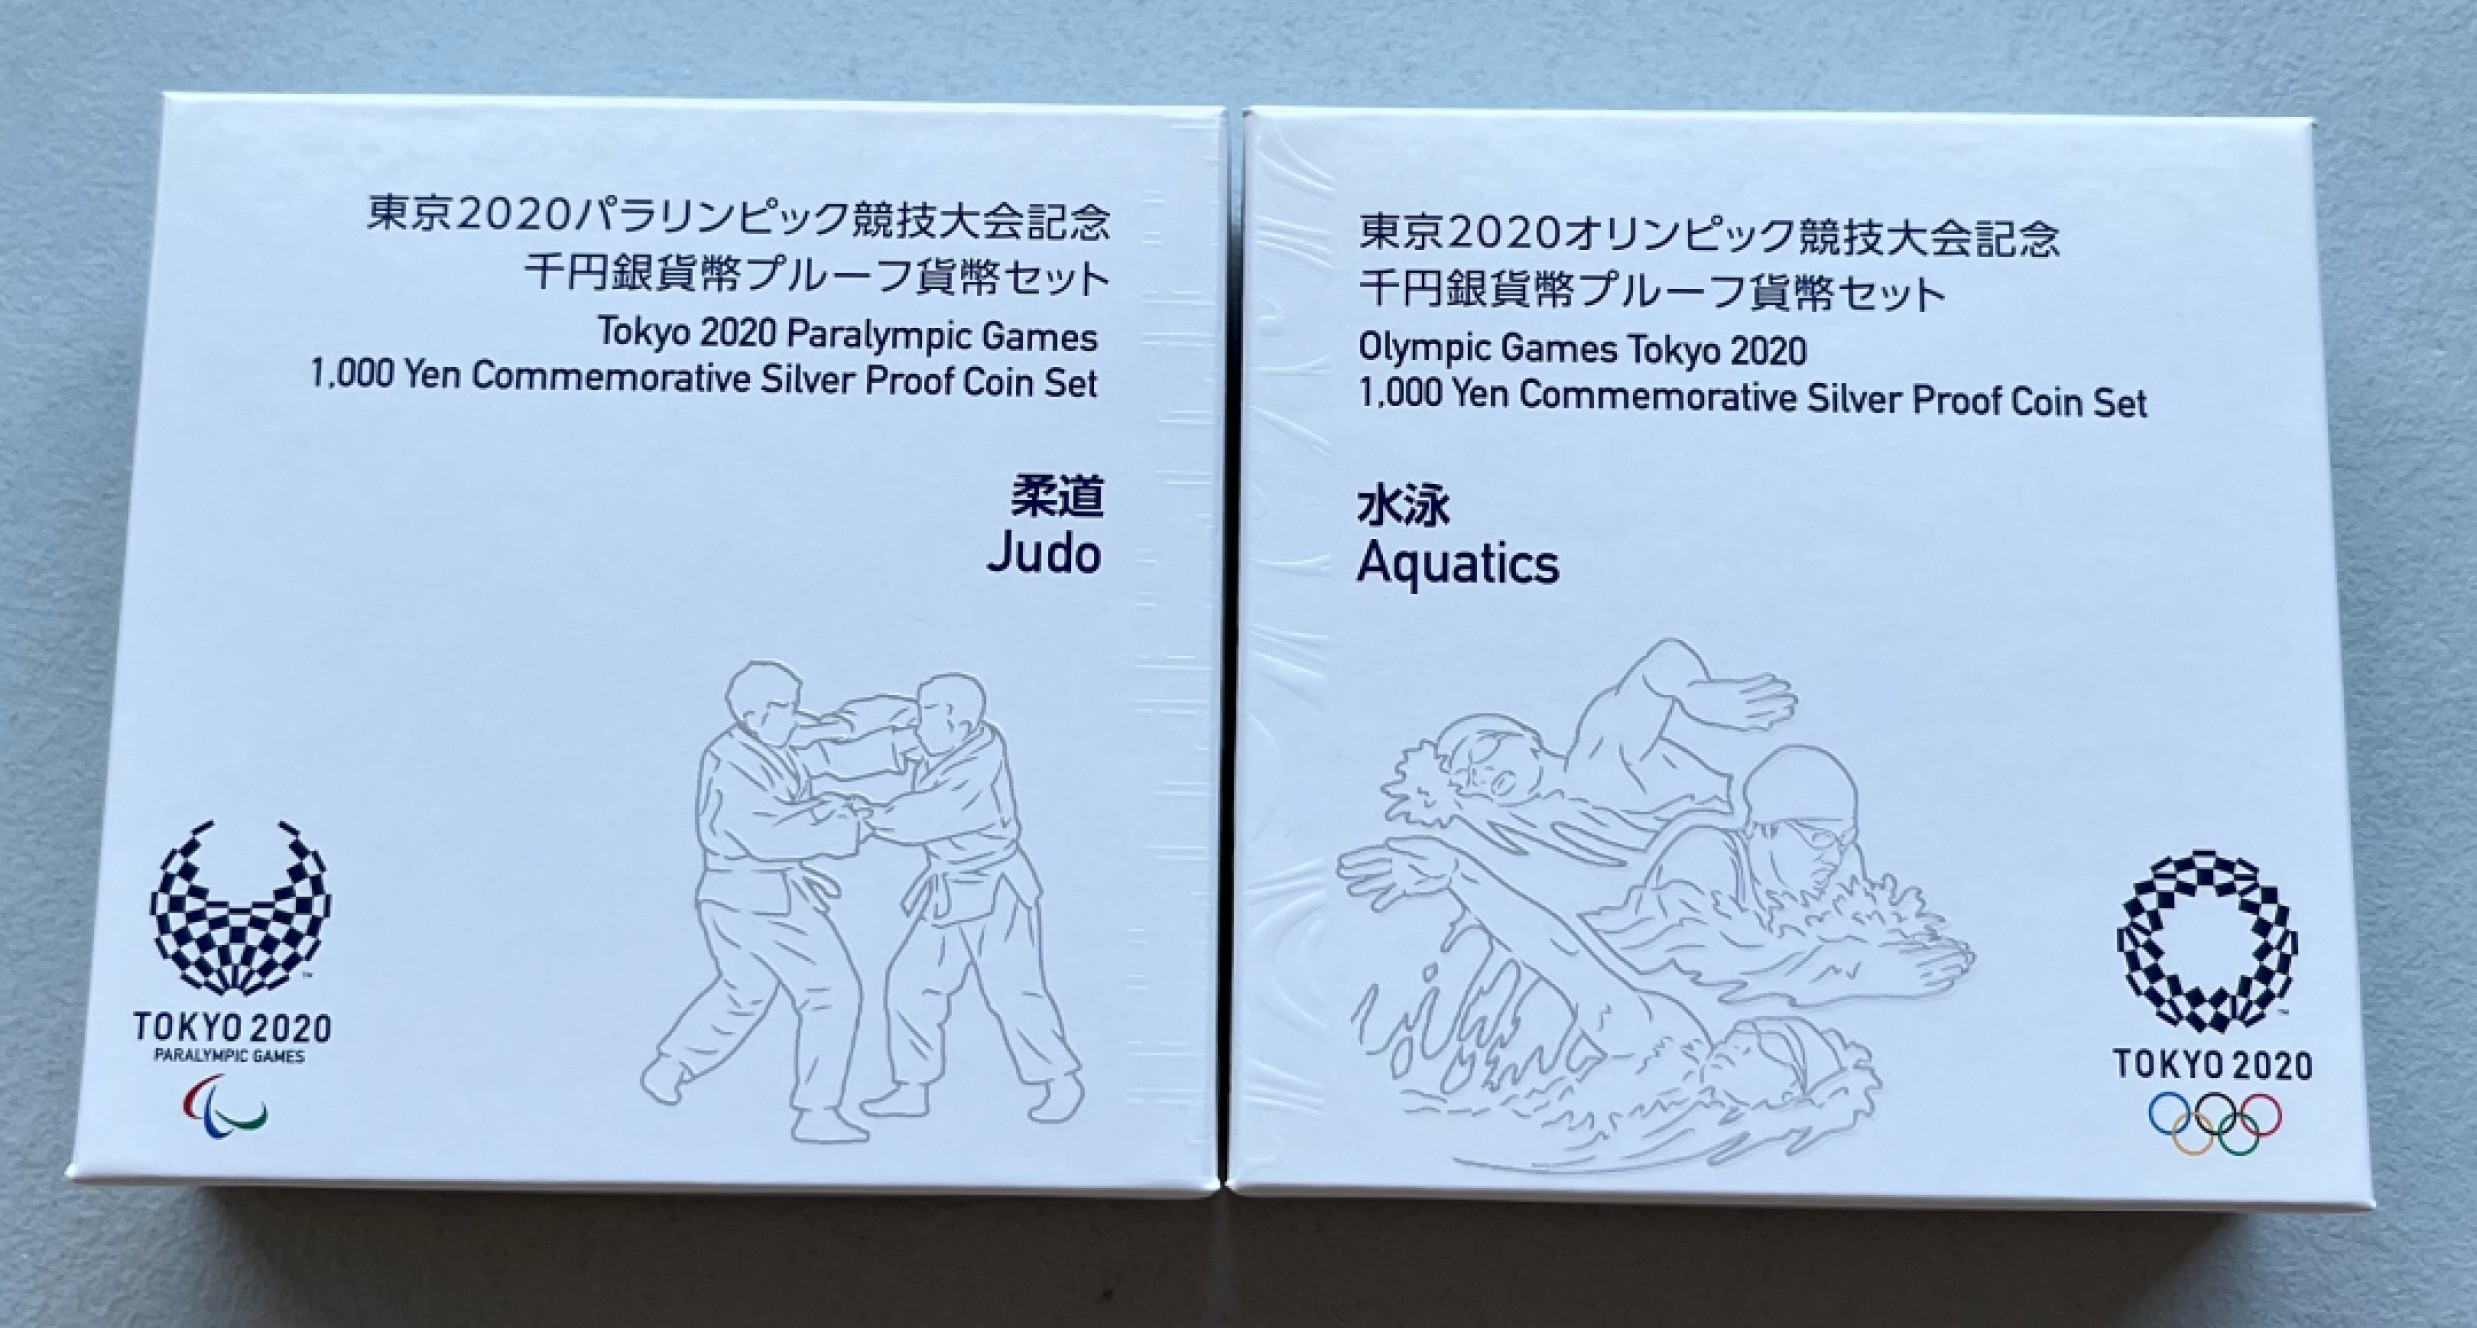 東京2020パラリンピック競技大会記念
千円銀貨幣プルーフ貨幣セット
Tokyo 2020 Paralympic Games
1,000 Yen Commemorative Silver Proof Coin Set
柔道
Judo
TM
TOKYO 2020
PARALYMPIC GAMES
東京2020オリンピック競技大会記念
千円銀貨幣プルーフ貨幣セット
Olympic Games Tokyo 2020
1,000 Yen Commemorative Silver Proof Coin Set
水泳
Aquatics
TM
TOKYO 2020